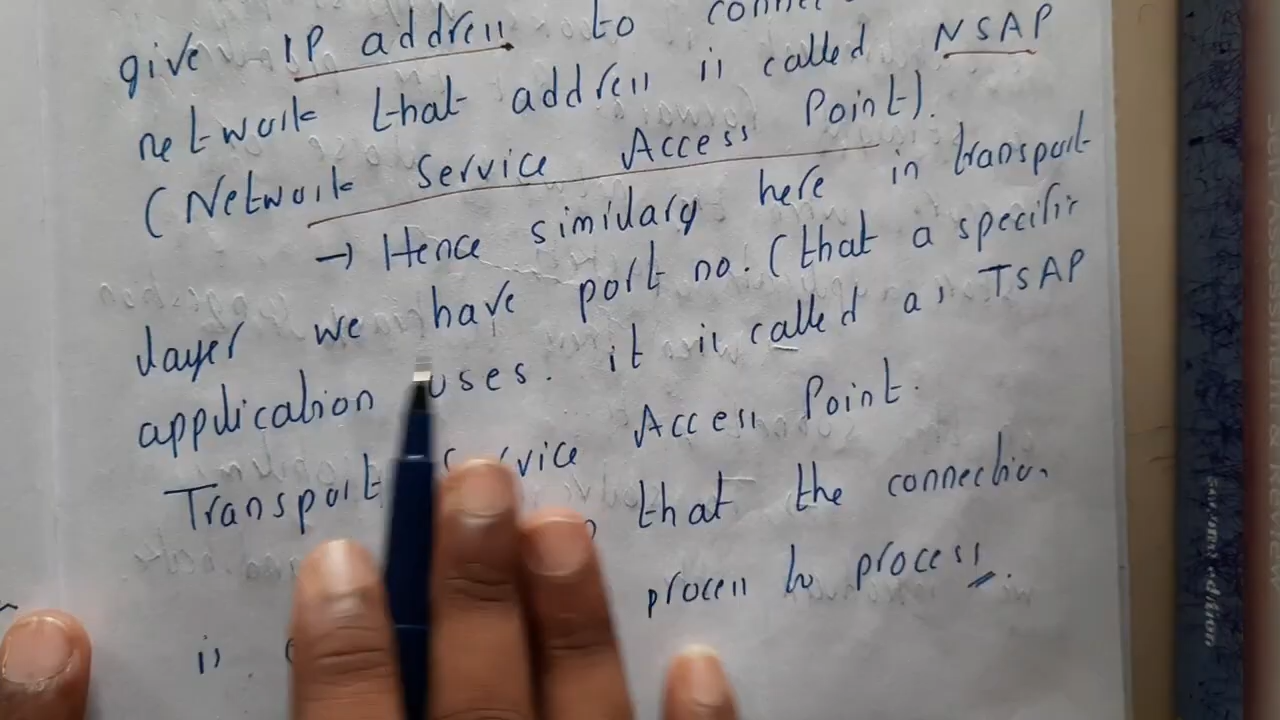 give IP address to
network that address is called NSAP
(Network Service Access Point).
→ Hence similary here in transport
layer we have port no. (that a specific
application uses. it is called as TSAP
Transport Service Access Point.
that the connection
is process to process.